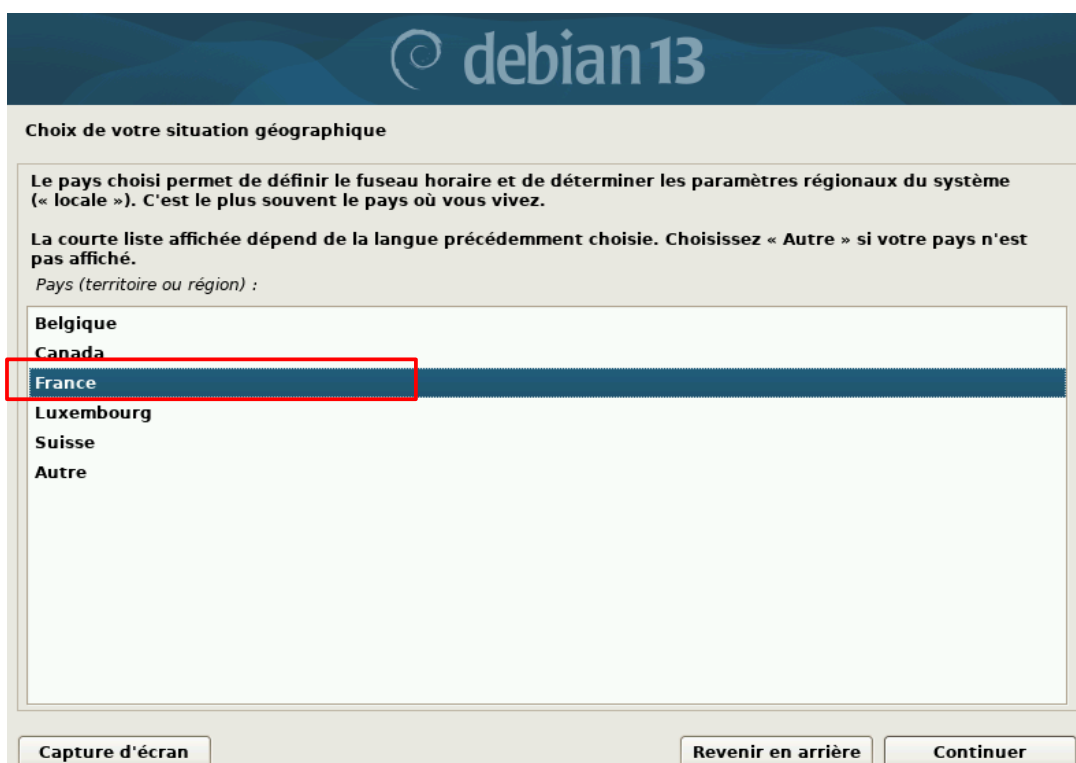 debian 13
Choix de votre situation géographique
Le pays choisi permet de définir le fuseau horaire et de déterminer les paramètres régionaux du système
(« locale »). C'est le plus souvent le pays où vous vivez.
La courte liste affichée dépend de la langue précédemment choisie. Choisissez « Autre » si votre pays n'est
pas affiché.
Pays (territoire ou région) :
Belgique
Canada
France
Luxembourg
Suisse
Autre
Capture d'écran
Revenir en arrière
Continuer